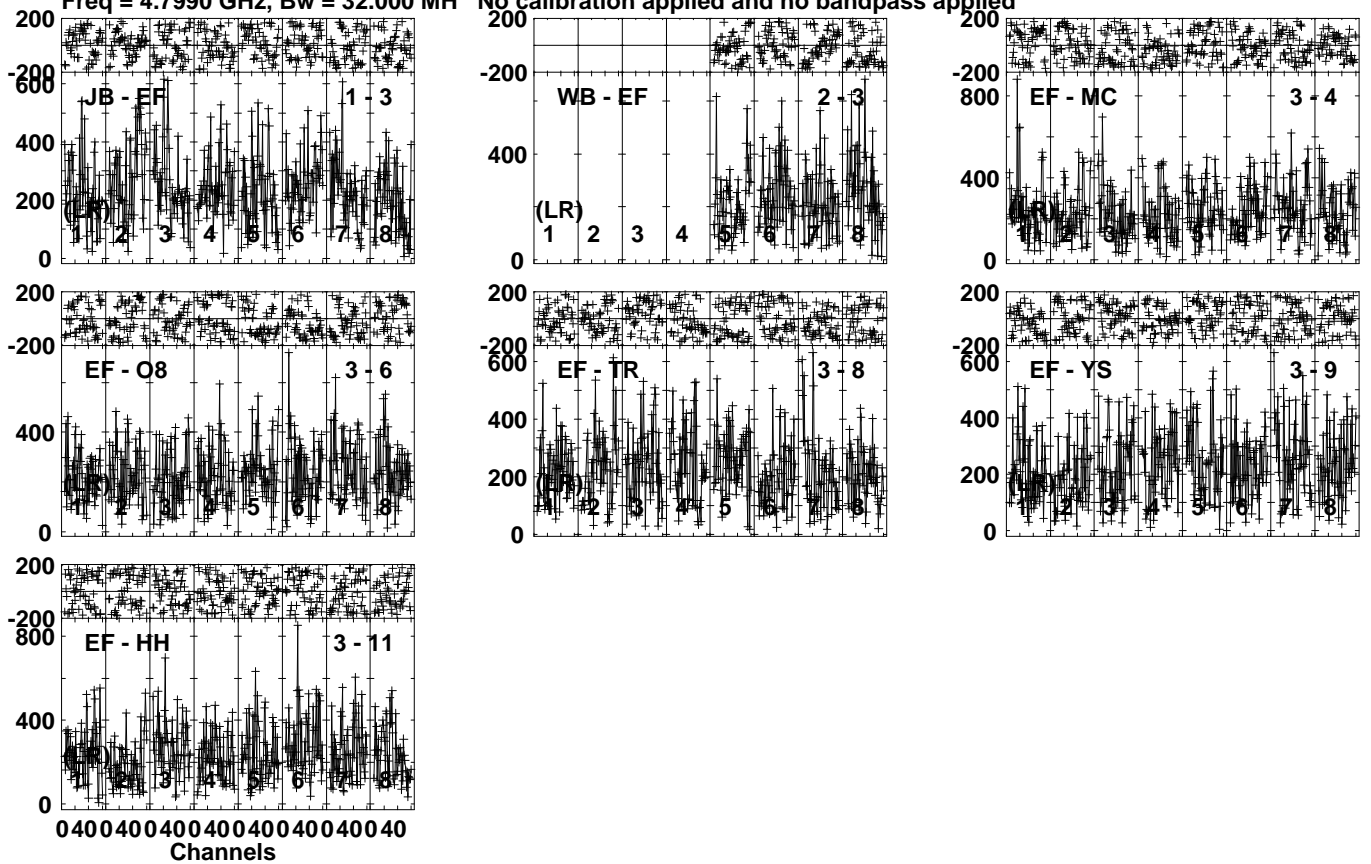 Freq = 4.7990 GHz, Bw = 32.000 MH No calibration applied and no bandpass applied
200 200 200
-200 -200 -200
600 JB - EF 1 - 3 WB - EF 2 - 3 800 EF - MC 3 - 4
400 400 400
200
(LR) (LR) (LR)
1 2 3 4 5 6 7 8 1 2 3 4 5 6 7 8 1 2 3 4 5 6 7 8
0 0 0
200 200 200
-200 -200 -200
EF - O8 3 - 6 600 EF - TR 3 - 8 600 EF - YS 3 - 9
400 400 400
200 200 200
(LR) (LR) (LR)
1 2 3 4 5 6 7 8 1 2 3 4 5 6 7 8 1 2 3 4 5 6 7 8
0 0 0
200
-200
800 EF - HH 3 - 11
400
(LR)
1 2 3 4 5 6 7 8
0
0 40 0 40 0 40 0 40 0 40 0 40 0 40 0 40
Channels